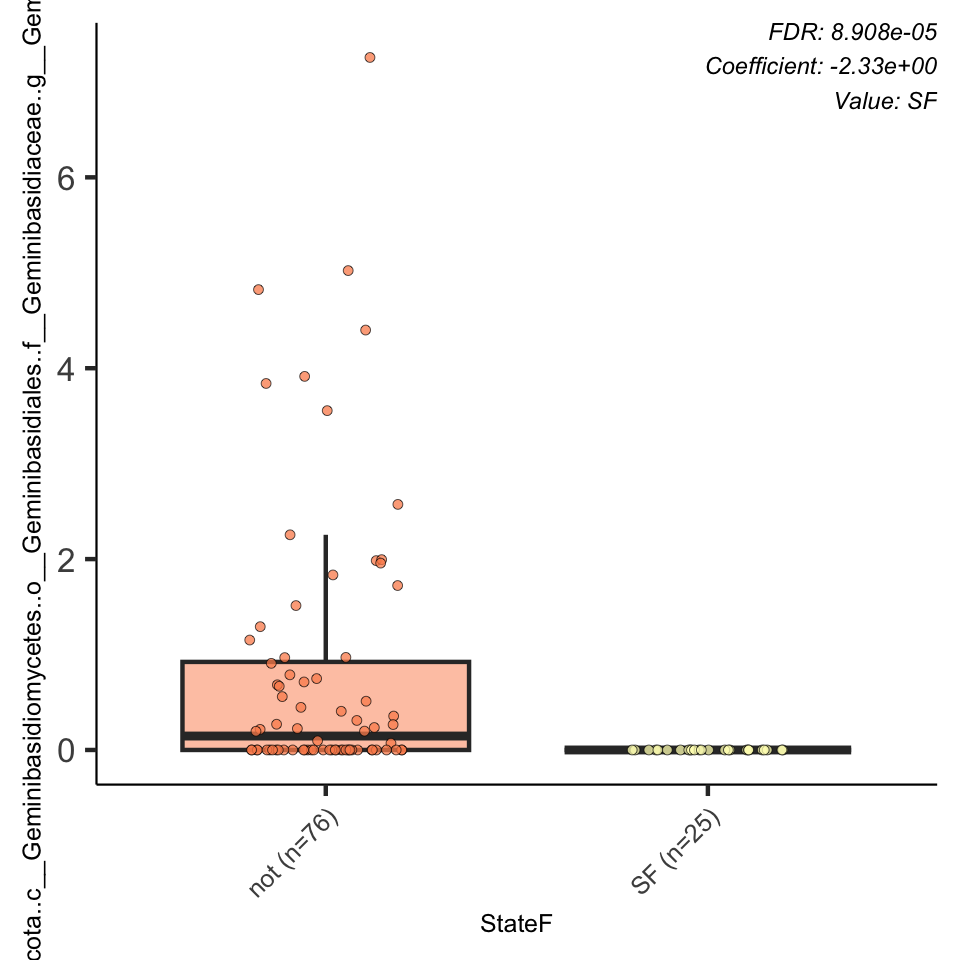 FDR: 8.908e-05
Coefficient: -2.33e+00
Value: SF
cota..c__Geminibasidiomycetes..o__Geminibasidiales..f__Geminibasidiaceae..g__Gem
6
4
2
0
not (n=76)
SF (n=25)
StateF